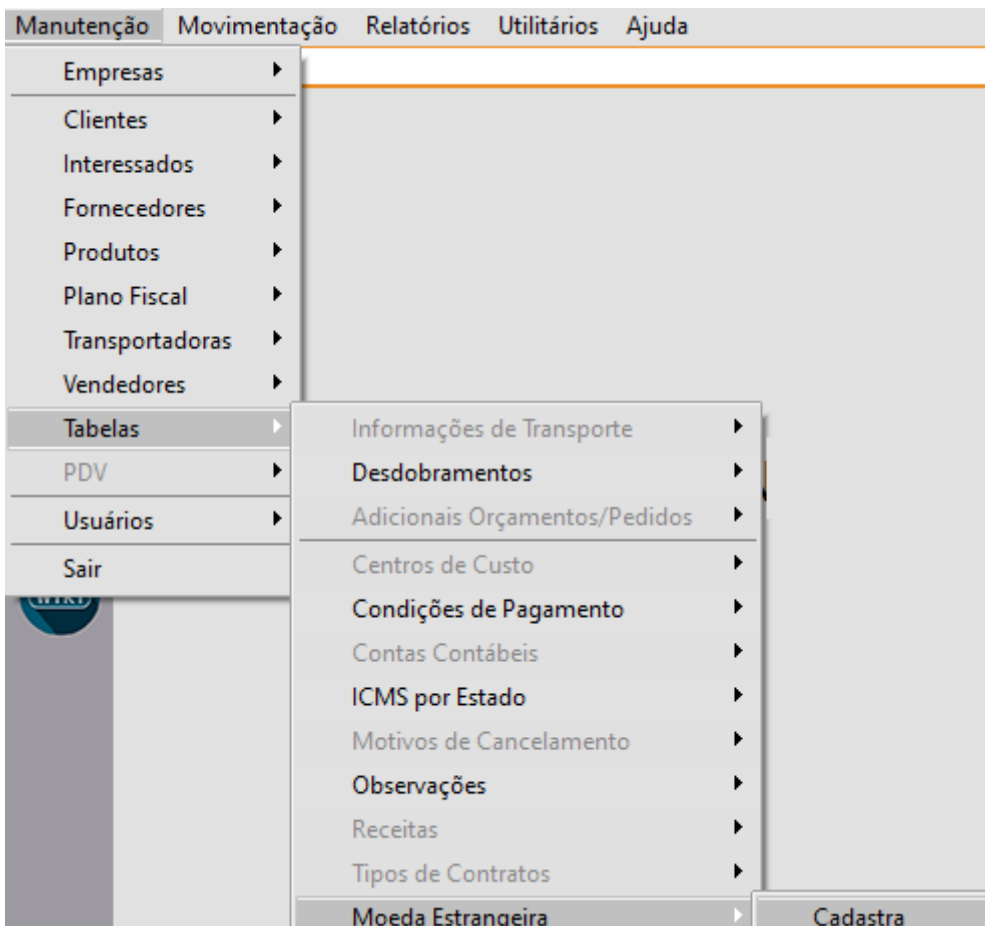 Manutenção Movimentação Relatórios Utilitários Ajuda
Empresas
Clientes
Interessados
Fornecedores
Produtos
Plano Fiscal
Transportadoras
Vendedores
Tabelas
PDV
Usuários
Sair
Informações de Transporte
Desdobramentos
Adicionais Orçamentos/Pedidos
Centros de Custo
Condições de Pagamento
Contas Contábeis
ICMS por Estado
Motivos de Cancelamento
Observações
Receitas
Tipos de Contratos
Moeda Estrangeira
Cadastra